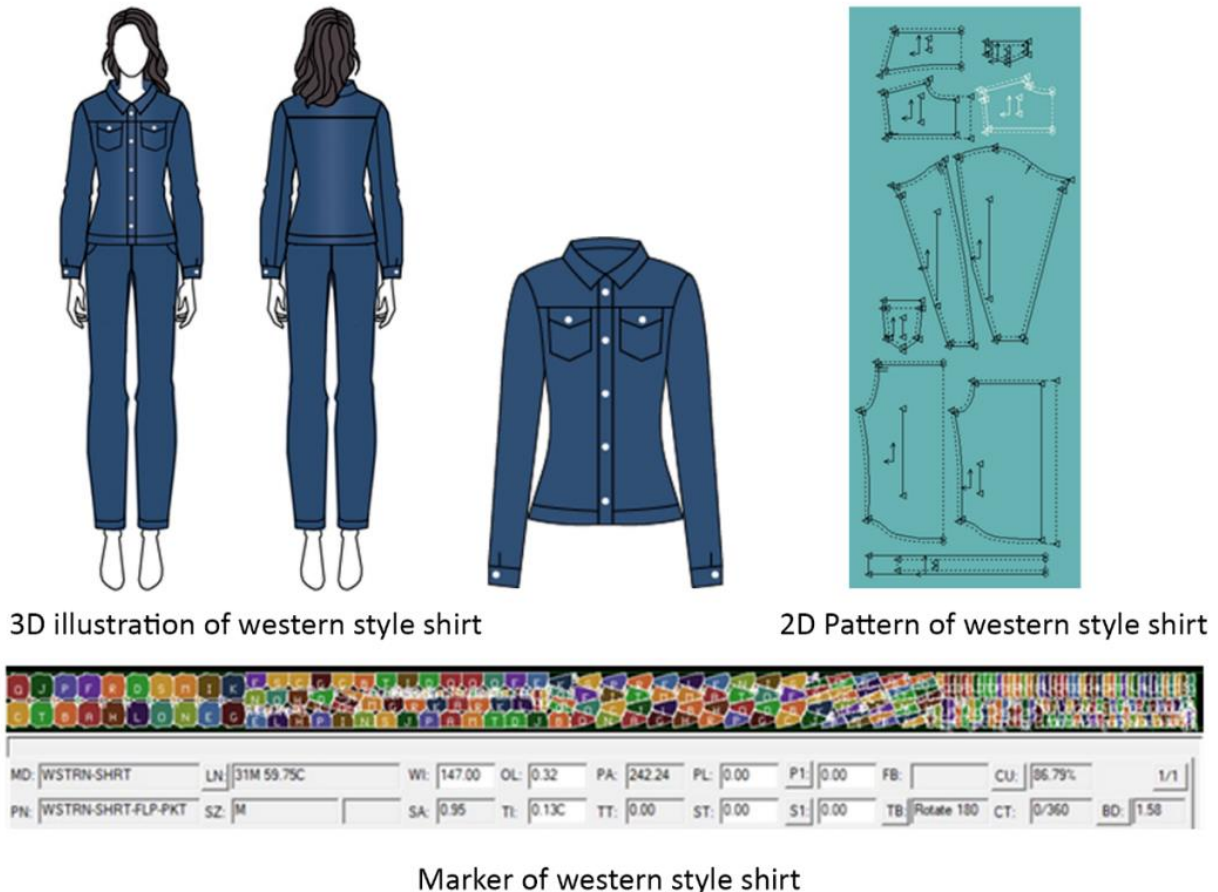 3D illustration of western style shirt
2D Pattern of western style shirt
MD: WSTRN-SHRT LN: 31M 59.75C WI: 147.00 OL: 0.32 PA: 242.24 PL: 0.00 P1: 0.00 FB: CU: 86.79% 1/1
PN: WSTRN-SHRT-FLP-PKT SZ: M SA: 0.95 TI: 0.13C TT: 0.00 ST: 0.00 S1: 0.00 TB: Rotate 180 CT: 0/360 BD: 1.58
Marker of western style shirt